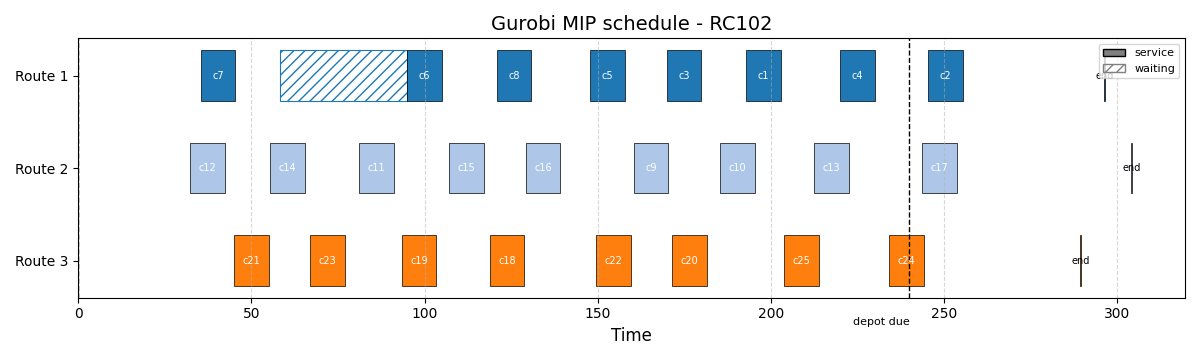 Gurobi MIP schedule - RC102
service
waiting
Route 1
c7
c6
c8
c5
c3
c1
c4
c2
end
Route 2
c12
c14
c11
c15
c16
c9
c10
c13
c17
end
Route 3
c21
c23
c19
c18
c22
c20
c25
c24
end
0
50
100
150
200
250
300
depot due
Time